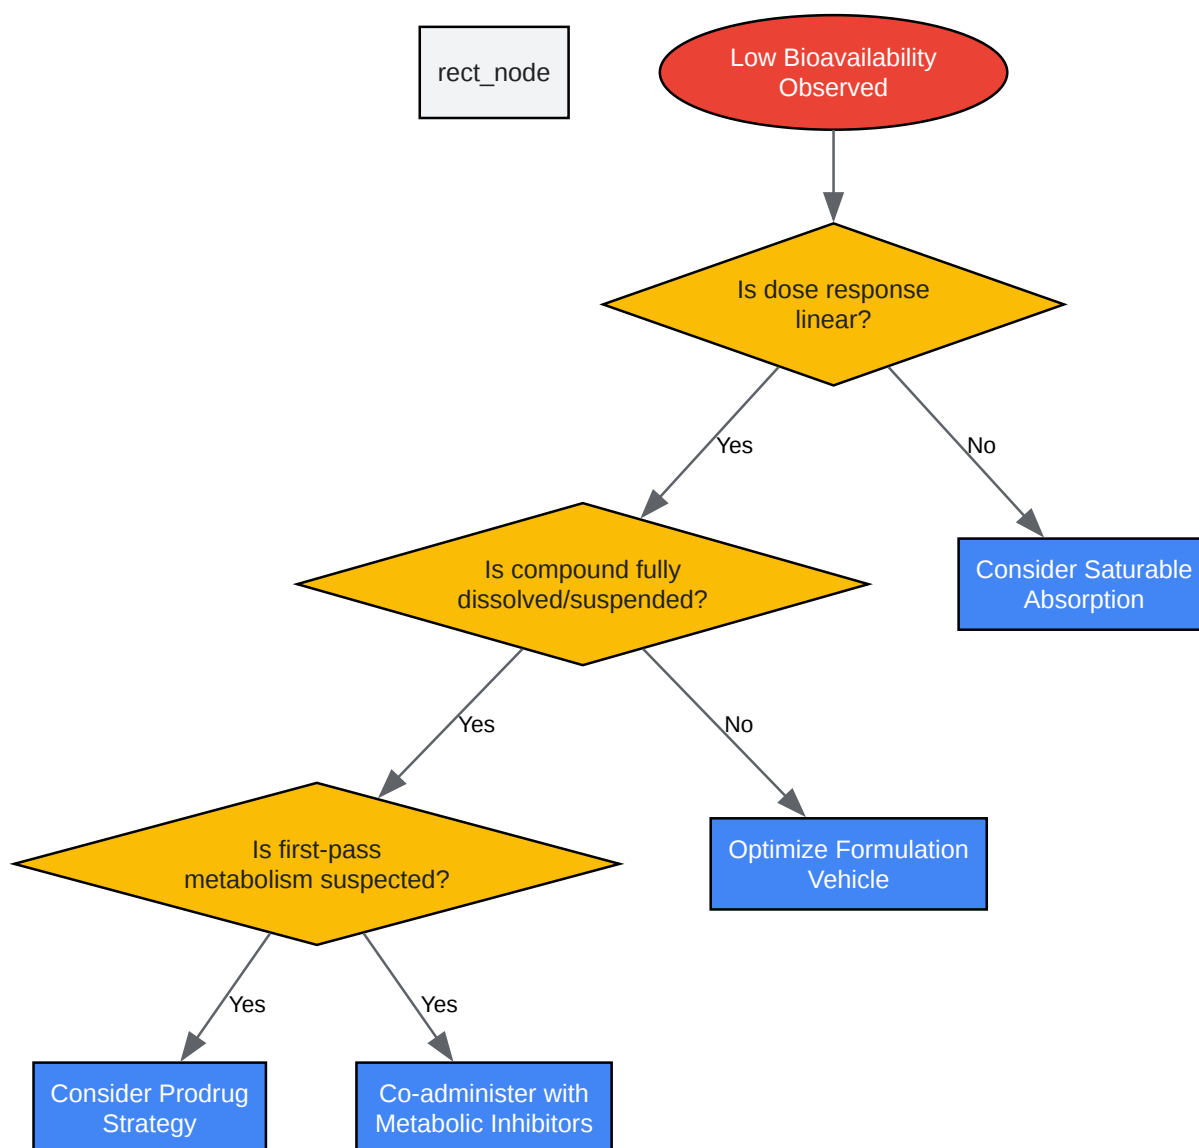 rect_node
Low Bioavailability
Observed
Is dose response
linear?
Yes
No
Is compound fully
dissolved/suspended?
Consider Saturable
Absorption
Yes
No
Is first-pass
metabolism suspected?
Optimize Formulation
Vehicle
Yes
Yes
Consider Prodrug
Strategy
Co-administer with
Metabolic Inhibitors